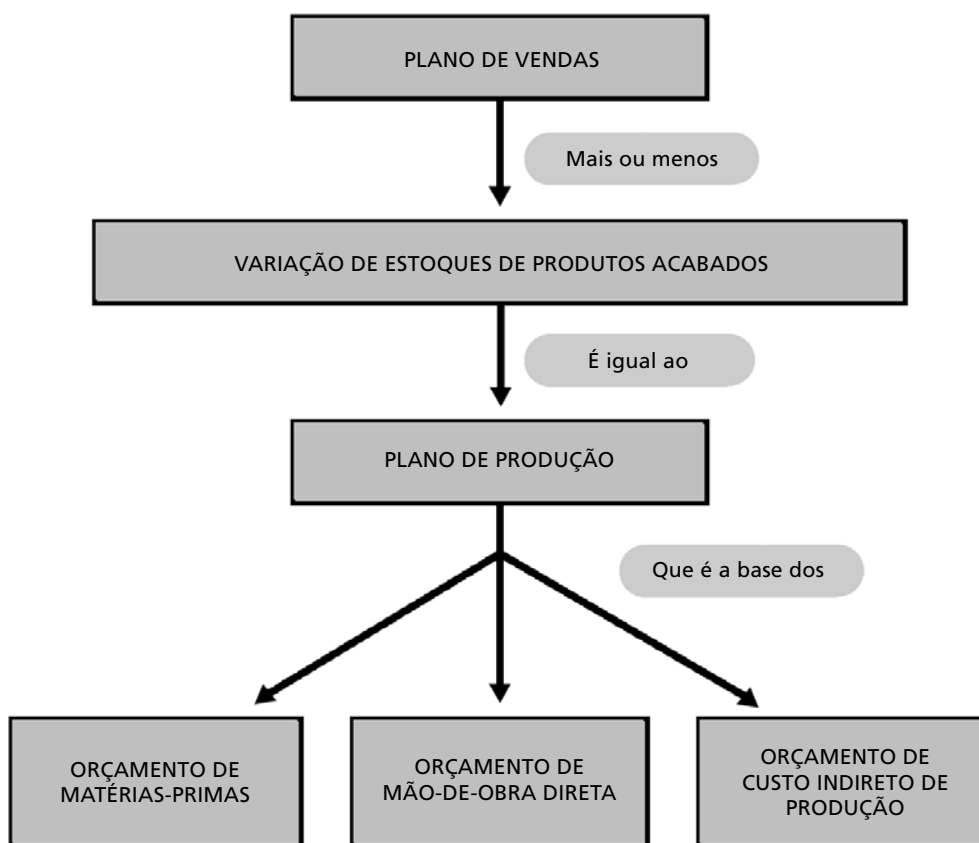 PLANO DE VENDAS
Mais ou menos
VARIAÇÃO DE ESTOQUES DE PRODUTOS ACABADOS
É igual ao
PLANO DE PRODUÇÃO
Que é a base dos
ORÇAMENTO DE
MATÉRIAS-PRIMAS
ORÇAMENTO DE
MÃO-DE-OBRA DIRETA
ORÇAMENTO DE
CUSTO INDIRETO DE
PRODUÇÃO